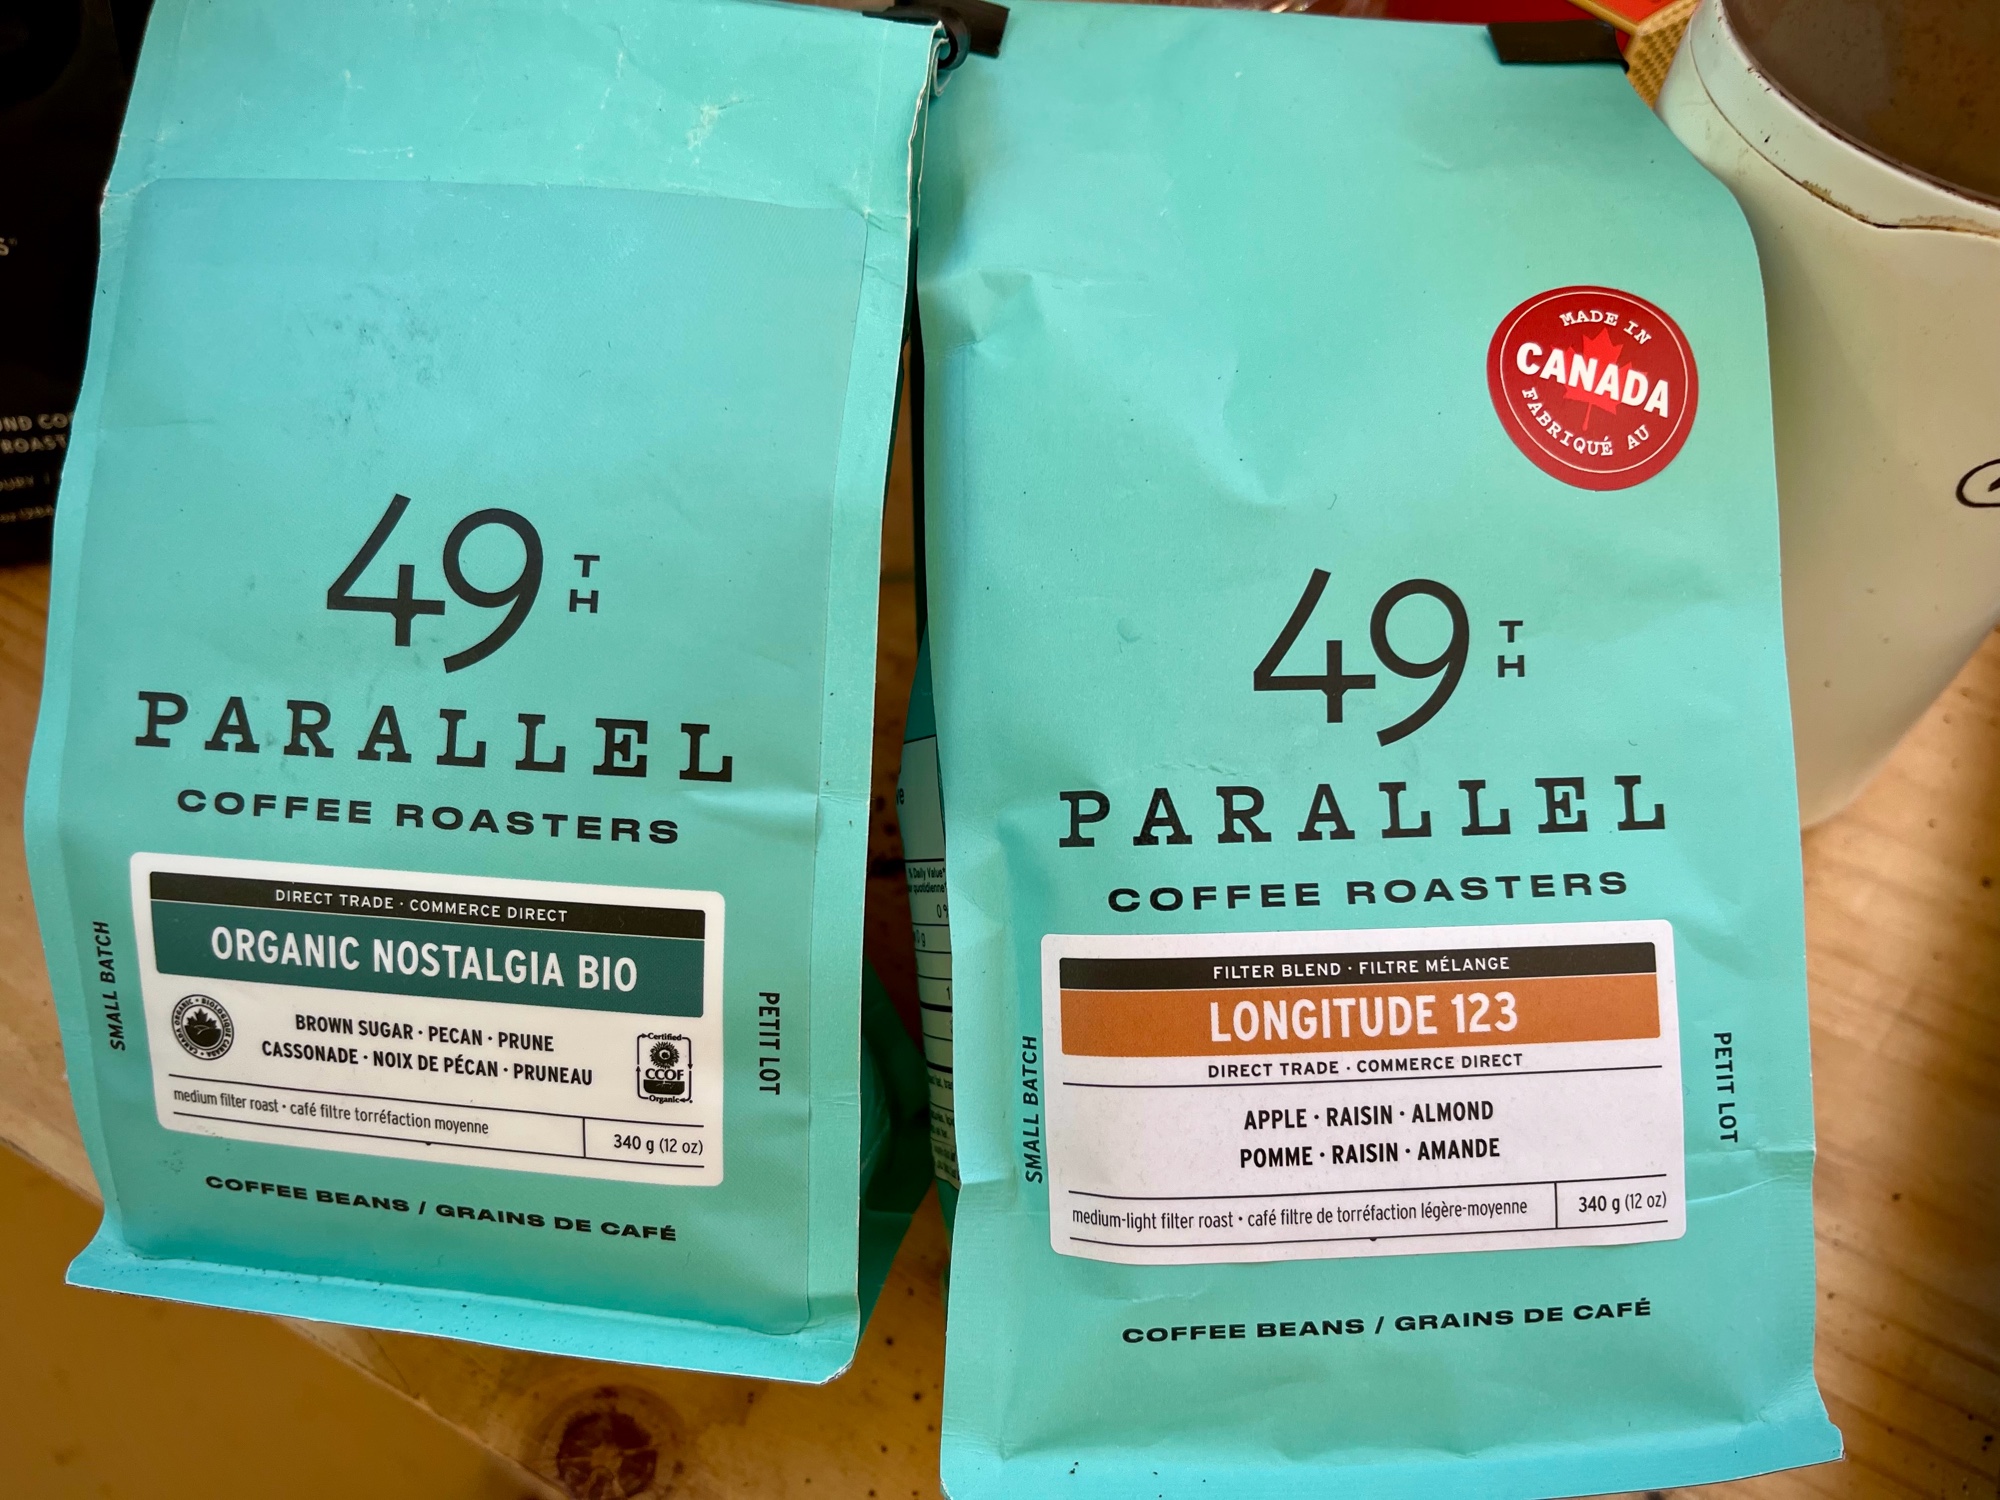 49TH
PARALLEL
COFFEE ROASTERS
DIRECT TRADE · COMMERCE DIRECT
ORGANIC NOSTALGIA BIO
BROWN SUGAR · PECAN · PRUNE
CASSONADE · NOIX DE PÉCAN · PRUNEAU
Certified
CCOF
Organic
medium filter roast · café filtre torréfaction moyenne
340 g (12 oz)
SMALL BATCH
PETIT LOT
COFFEE BEANS / GRAINS DE CAFÉ
MADE IN
CANADA
FABRIQUÉ AU
49TH
PARALLEL
COFFEE ROASTERS
FILTER BLEND · FILTRE MÉLANGE
LONGITUDE 123
DIRECT TRADE · COMMERCE DIRECT
APPLE · RAISIN · ALMOND
POMME · RAISIN · AMANDE
medium-light filter roast · café filtre de torréfaction légère-moyenne
340 g (12 oz)
SMALL BATCH
PETIT LOT
COFFEE BEANS / GRAINS DE CAFÉ
% Daily Value*